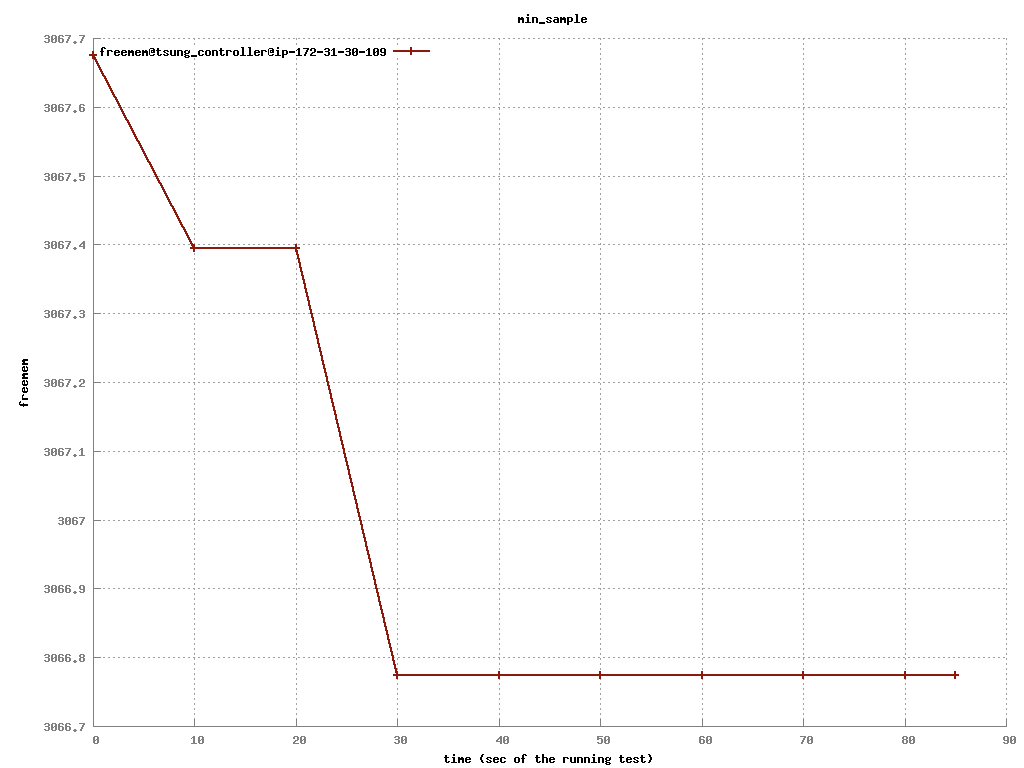 min_sample
3067.7
freemem@tsung_controller@ip-172-31-30-109
3067.6
3067.5
3067.4
3067.3
3067.2
3067.1
3067
3066.9
3066.8
3066.7
freemem
0 10 20 30 40 50 60 70 80 90
time (sec of the running test)